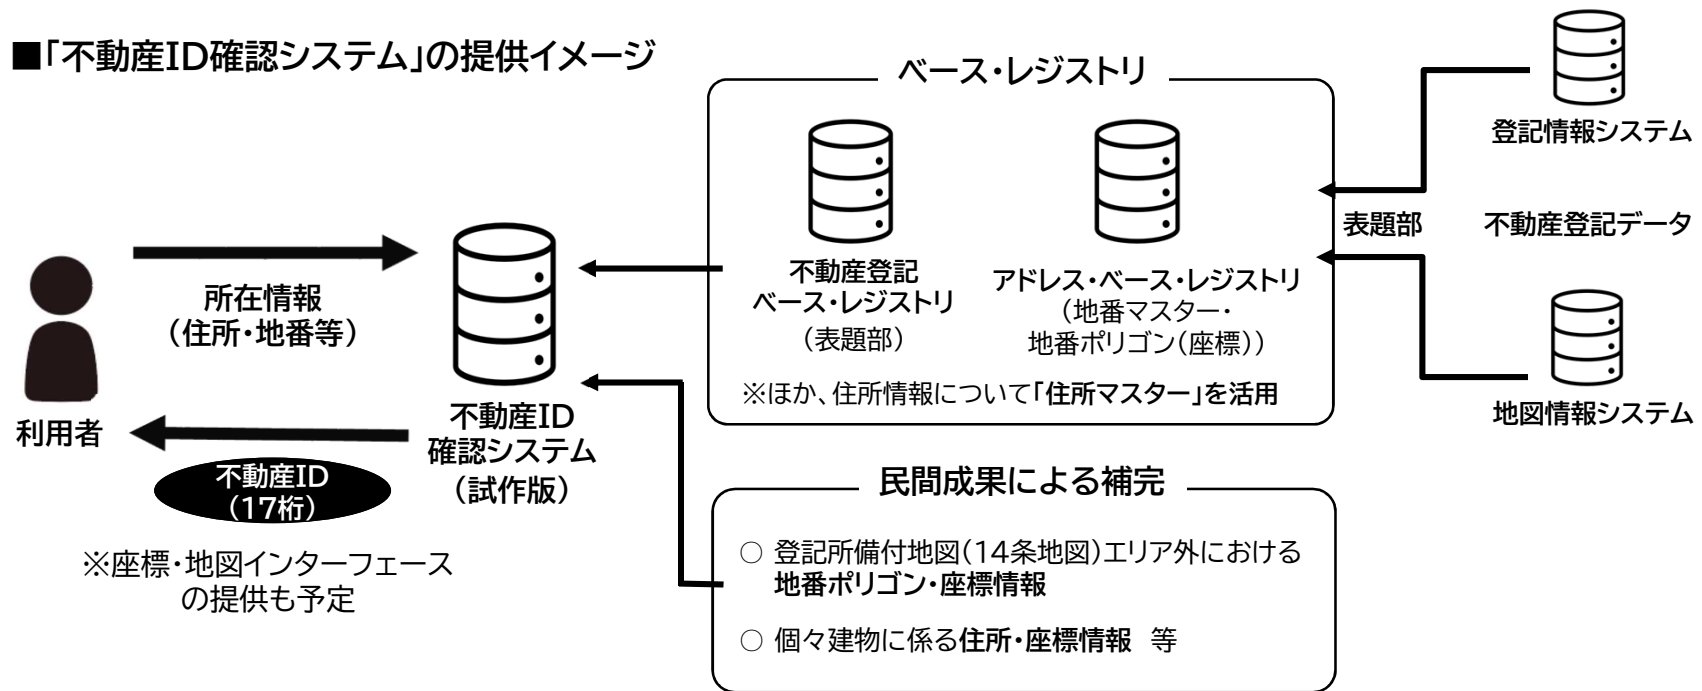 ■「不動産ID確認システム」の提供イメージ
ベース・レジストリ
登記情報システム
表題部
不動産登記データ
地図情報システム
不動産登記
ベース・レジストリ
（表題部）
アドレス・ベース・レジストリ
（地番マスター・
地番ポリゴン（座標））
※ほか、住所情報について「住所マスター」を活用
所在情報
（住所・地番等）
利用者
不動産ID
確認システム
（試作版）
不動産ID
（17桁）
※座標・地図インターフェース
の提供も予定
民間成果による補完
○ 登記所備付地図（14条地図）エリア外における
地番ポリゴン・座標情報
○ 個々建物に係る住所・座標情報 等